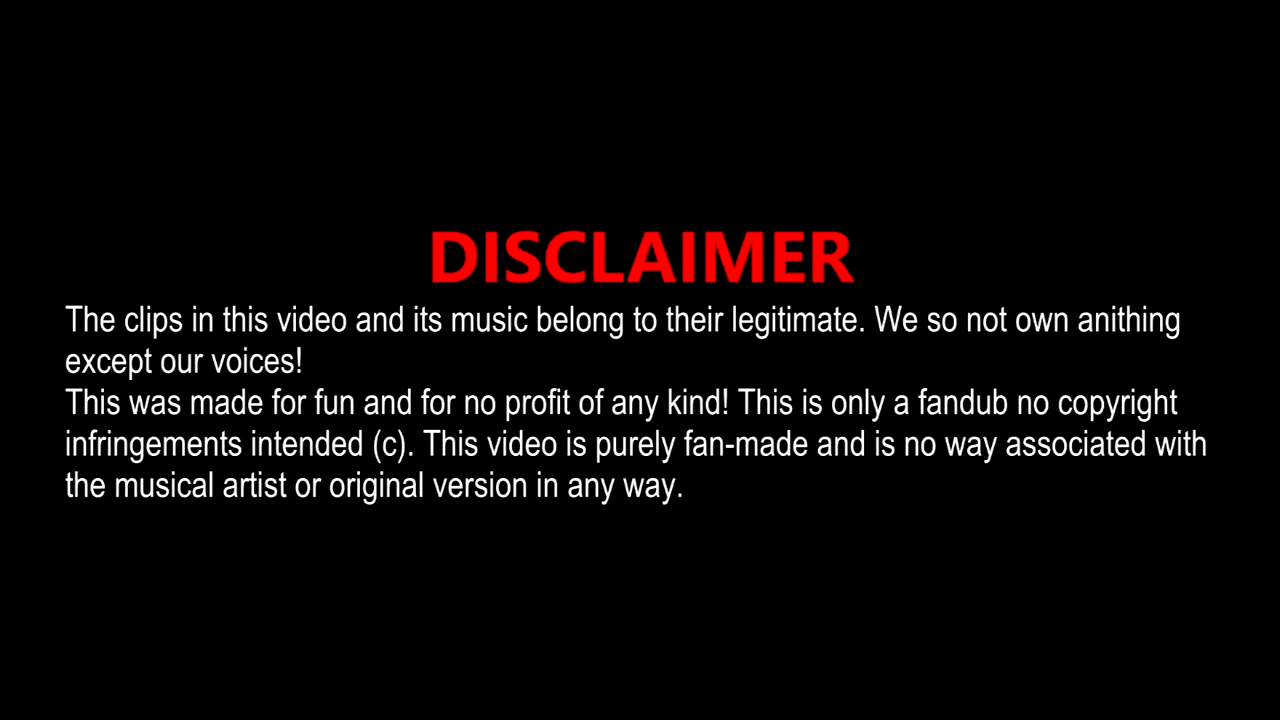 DISCLAIMER
The clips in this video and its music belong to their legitimate. We so not own anithing
except our voices!
This was made for fun and for no profit of any kind! This is only a fandub no copyright
infringements intended (c). This video is purely fan-made and is no way associated with
the musical artist or original version in any way.